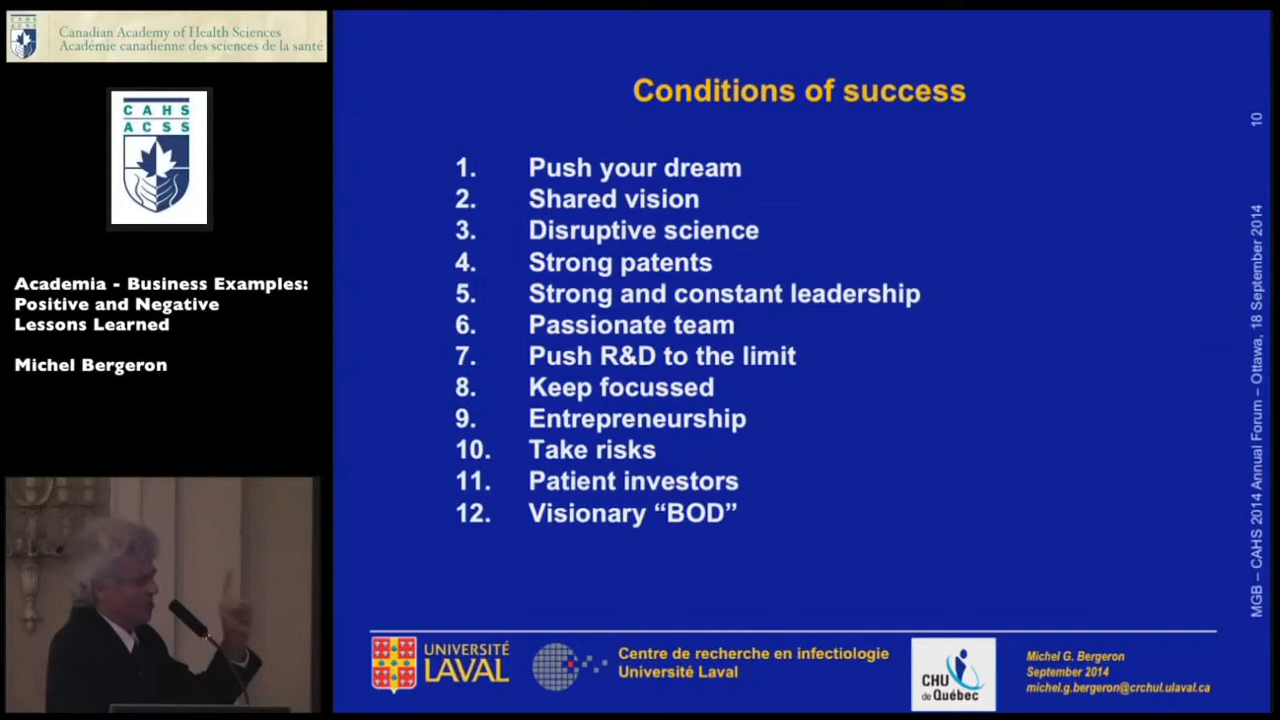 Canadian Academy of Health Sciences
Académie canadienne des sciences de la santé
CAHS
ACSS
Academia - Business Examples:
Positive and Negative
Lessons Learned
Michel Bergeron
Conditions of success
1. Push your dream
2. Shared vision
3. Disruptive science
4. Strong patents
5. Strong and constant leadership
6. Passionate team
7. Push R&D to the limit
8. Keep focussed
9. Entrepreneurship
10. Take risks
11. Patient investors
12. Visionary “BOD”
10
MGB – CAHS 2014 Annual Forum – Ottawa, 18 September 2014
UNIVERSITÉ
LAVAL
Centre de recherche en infectiologie
Université Laval
CHU
de Québec
Michel G. Bergeron
September 2014
michel.g.bergeron@crchul.ulaval.ca